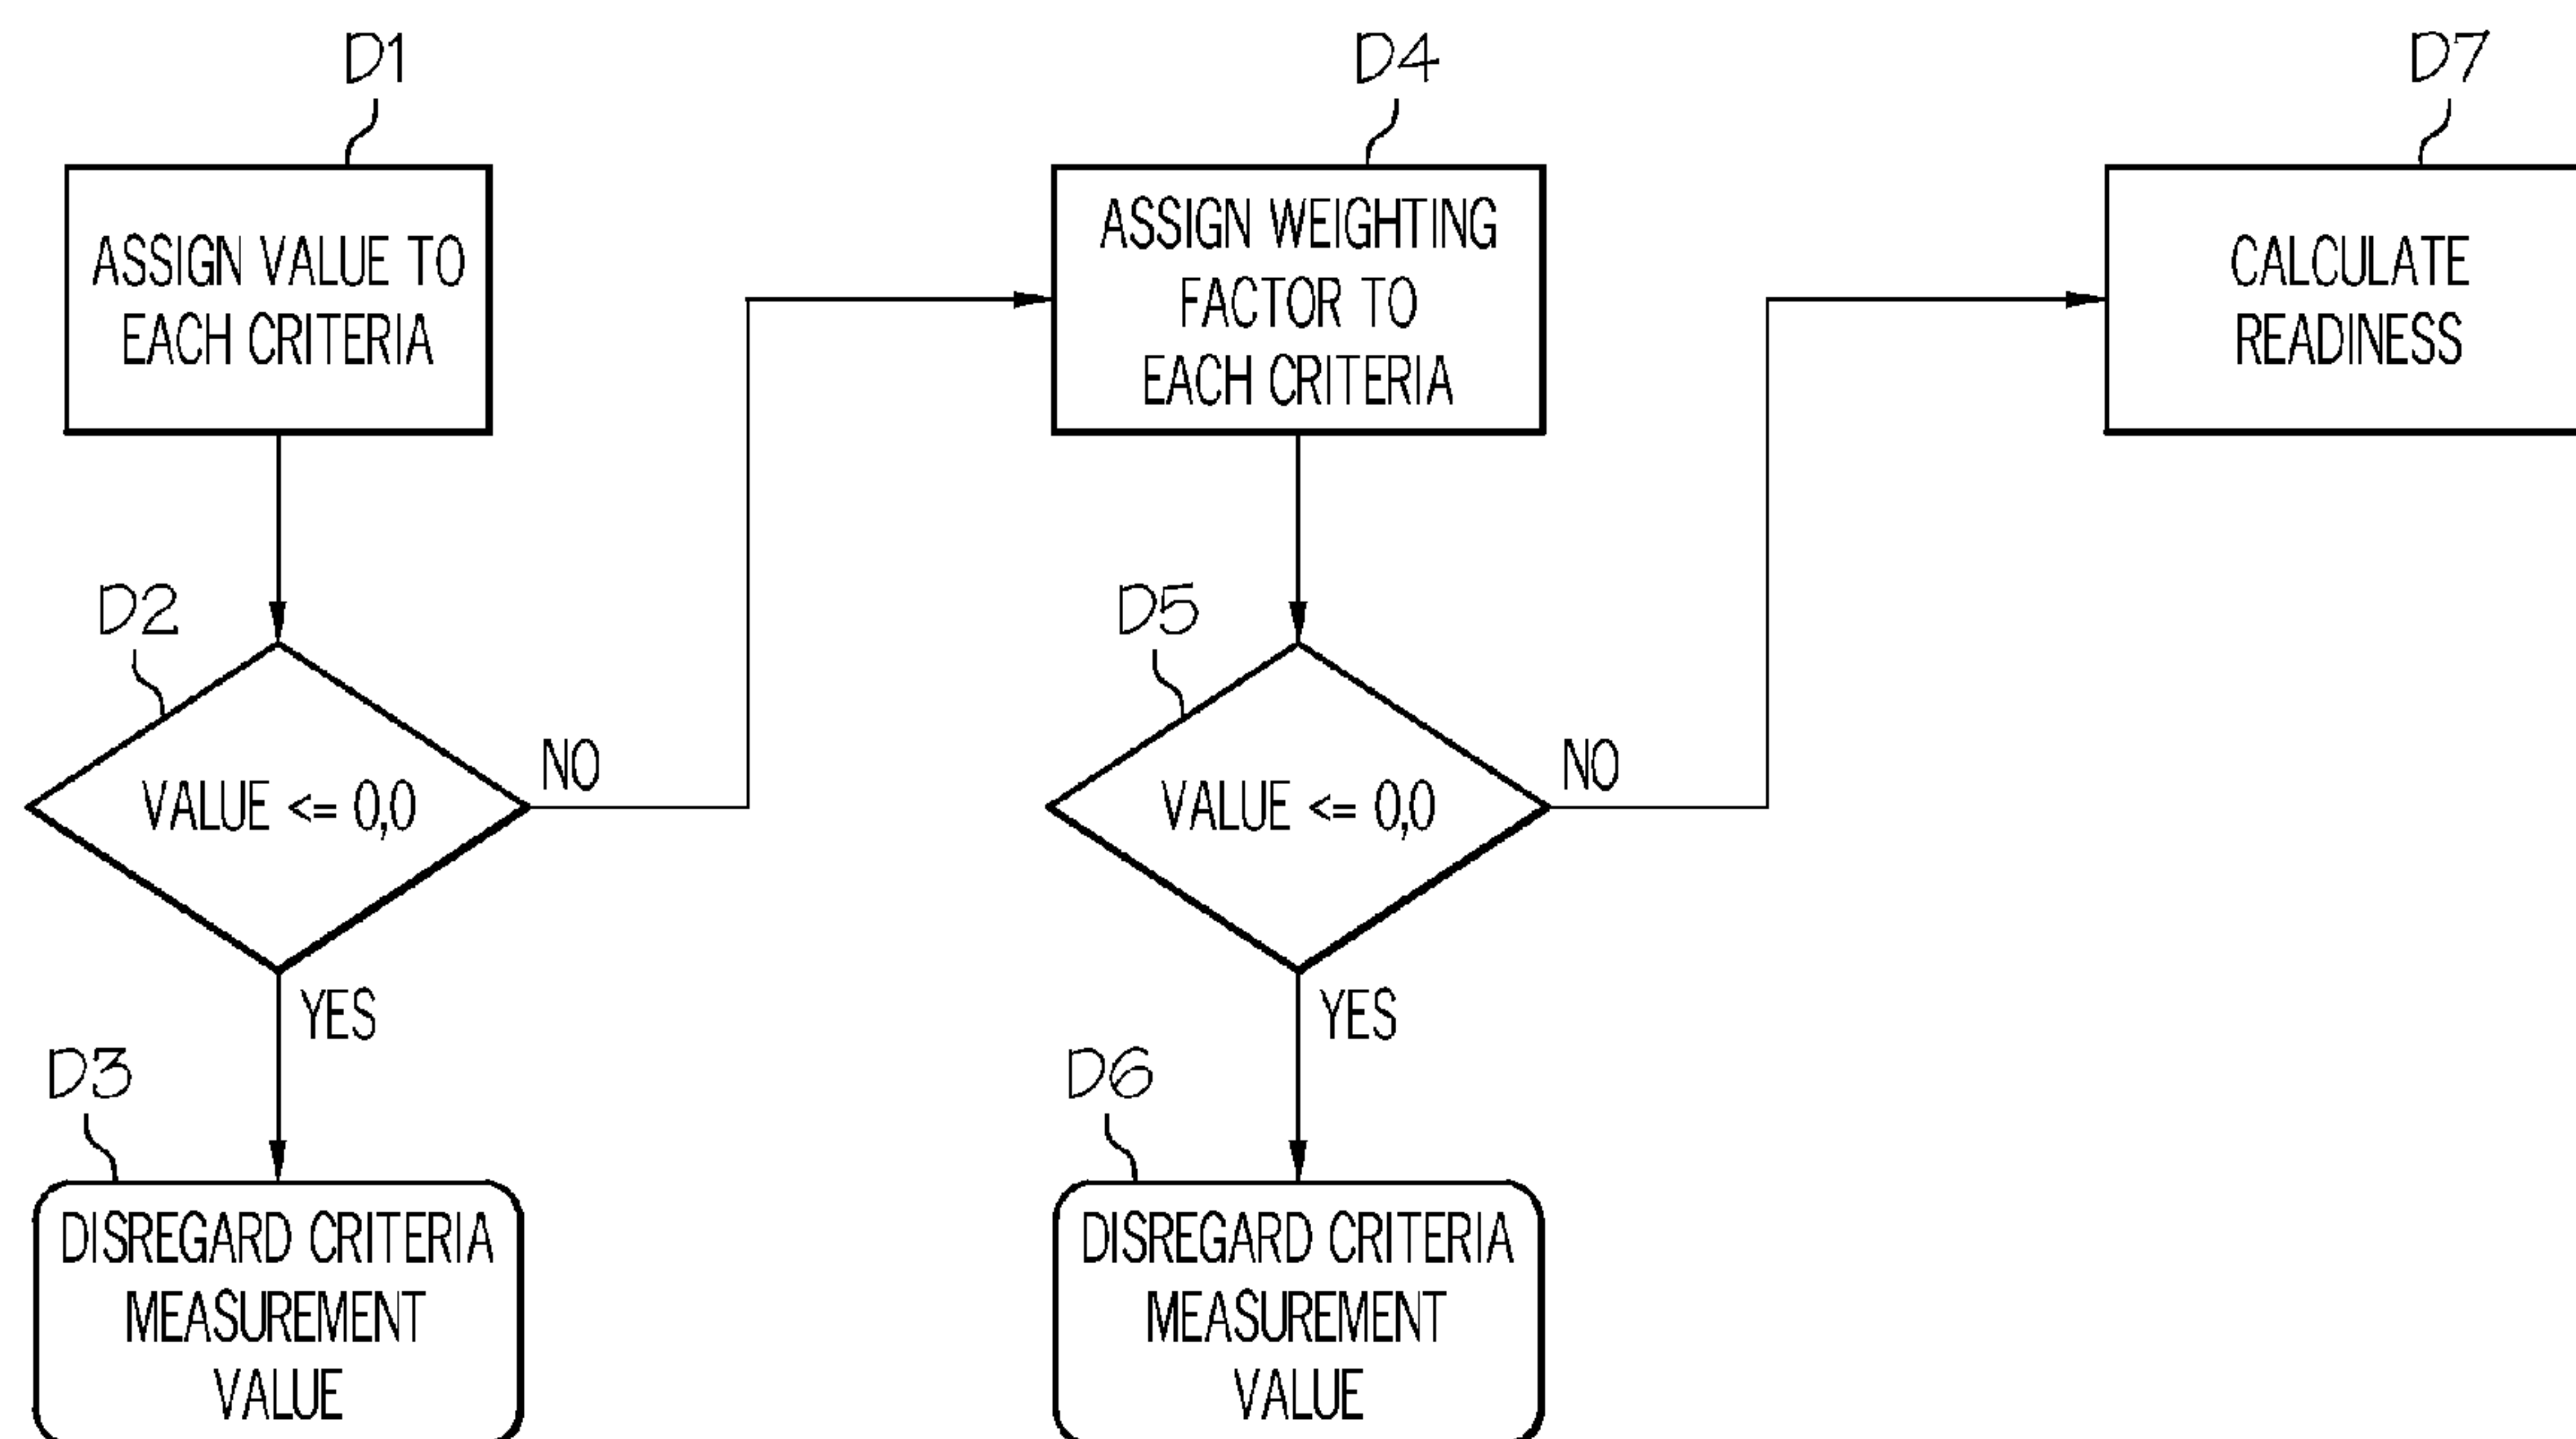 D1
ASSIGN VALUE TO
EACH CRITERIA
D2
VALUE <= 0,0
NO
YES
D3
DISREGARD CRITERIA
MEASUREMENT
VALUE
D4
ASSIGN WEIGHTING
FACTOR TO
EACH CRITERIA
D5
VALUE <= 0,0
NO
YES
D6
DISREGARD CRITERIA
MEASUREMENT
VALUE
D7
CALCULATE
READINESS